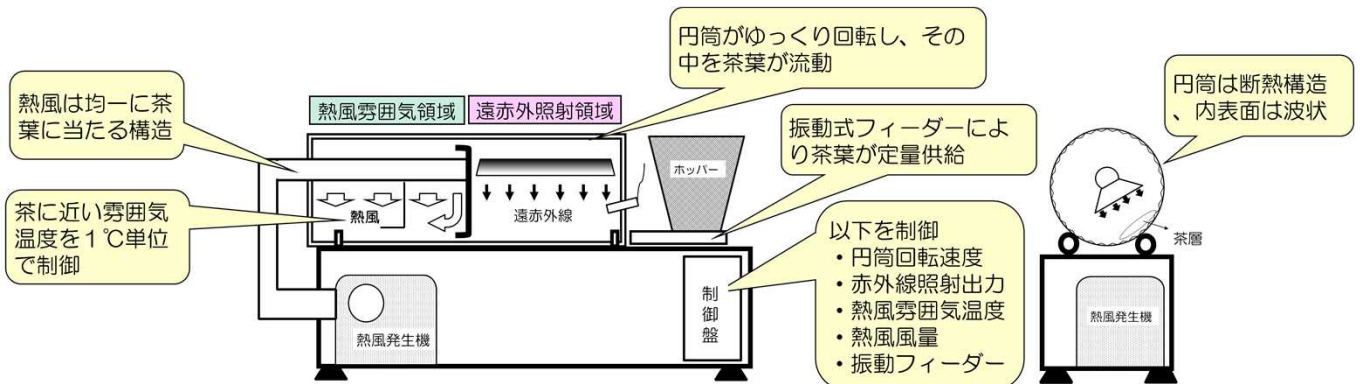 熱風は均一に茶
葉に当たる構造
茶に近い雰囲気
温度を1℃単位
で制御
熱風雰囲気領域
遠赤外照射領域
円筒がゆっくり回転し、その
中を茶葉が流動
振動式フィーダーによ
り茶葉が定量供給
ホッパー
熱風
遠赤外線
熱風発生機
制
御
盤
以下を制御
・円筒回転速度
・赤外線照射出力
・熱風雰囲気温度
・熱風風量
・振動フィーダー
円筒は断熱構造
、内表面は波状
茶層
熱風発生機